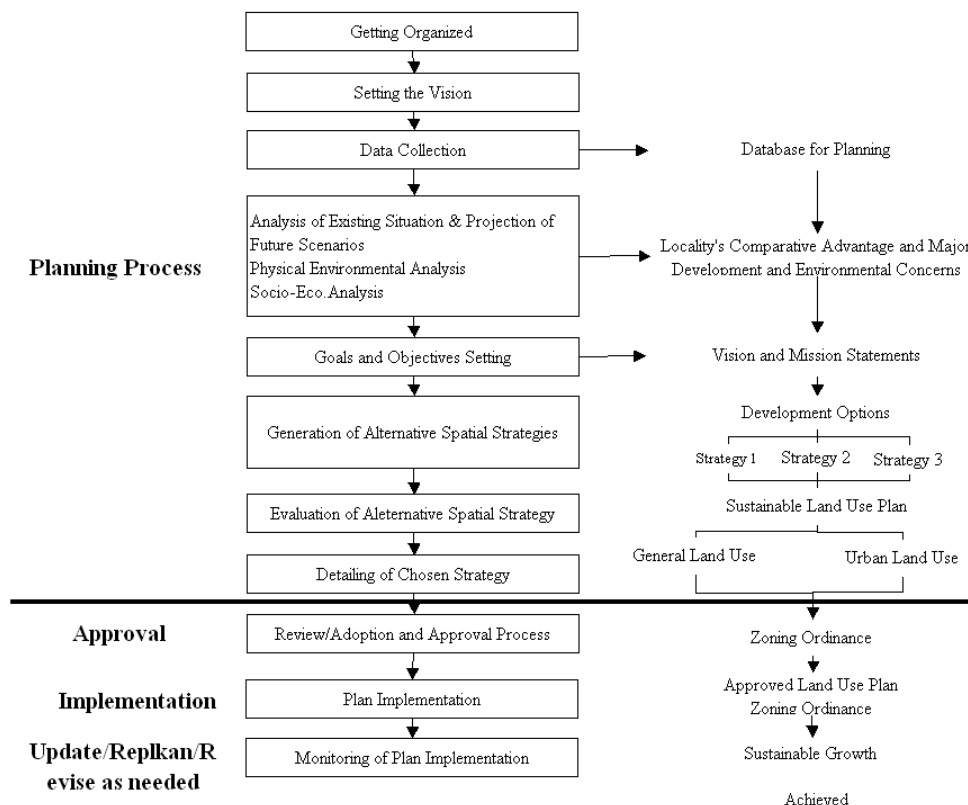 Getting Organized
Setting the Vision
Data Collection
Database for Planning
Planning Process
Analysis of Existing Situation & Projection of
Future Scenarios
Physical Environmental Analysis
Socio-Eco.Analysis
Locality's Comparative Advantage and Major
Development and Environmental Concerns
Goals and Objectives Setting
Vision and Mission Statements
Generation of Alternative Spatial Strategies
Development Options
Strategy 1
Strategy 2
Strategy 3
Evaluation of Aleternative Spatial Strategy
Sustainable Land Use Plan
Detailing of Chosen Strategy
General Land Use
Urban Land Use
Approval
Review/Adoption and Approval Process
Zoning Ordinance
Implementation
Plan Implementation
Approved Land Use Plan
Zoning Ordinance
Update/Replkan/R
evise as needed
Monitoring of Plan Implementation
Sustainable Growth
Achieved